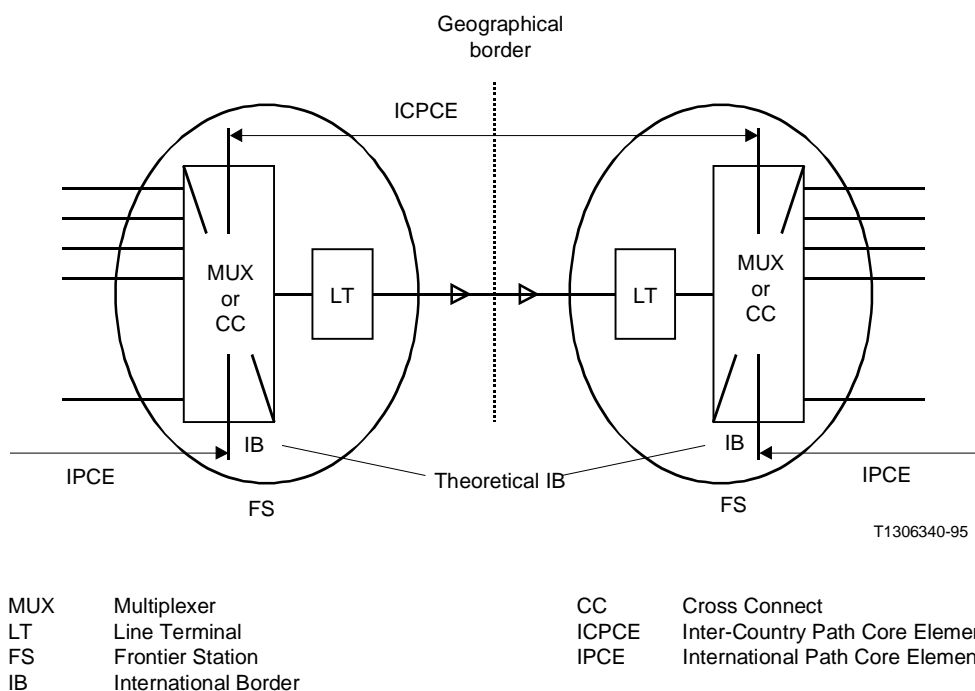 Geographical
border
ICPCE
MUX
or
CC
LT
LT
MUX
or
CC
IB
IB
IPCE
Theoretical IB
IPCE
FS
FS
T1306340-95
MUX Multiplexer
LT Line Terminal
FS Frontier Station
IB International Border
CC Cross Connect
ICPCE Inter-Country Path Core Elemen
IPCE International Path Core Elemen